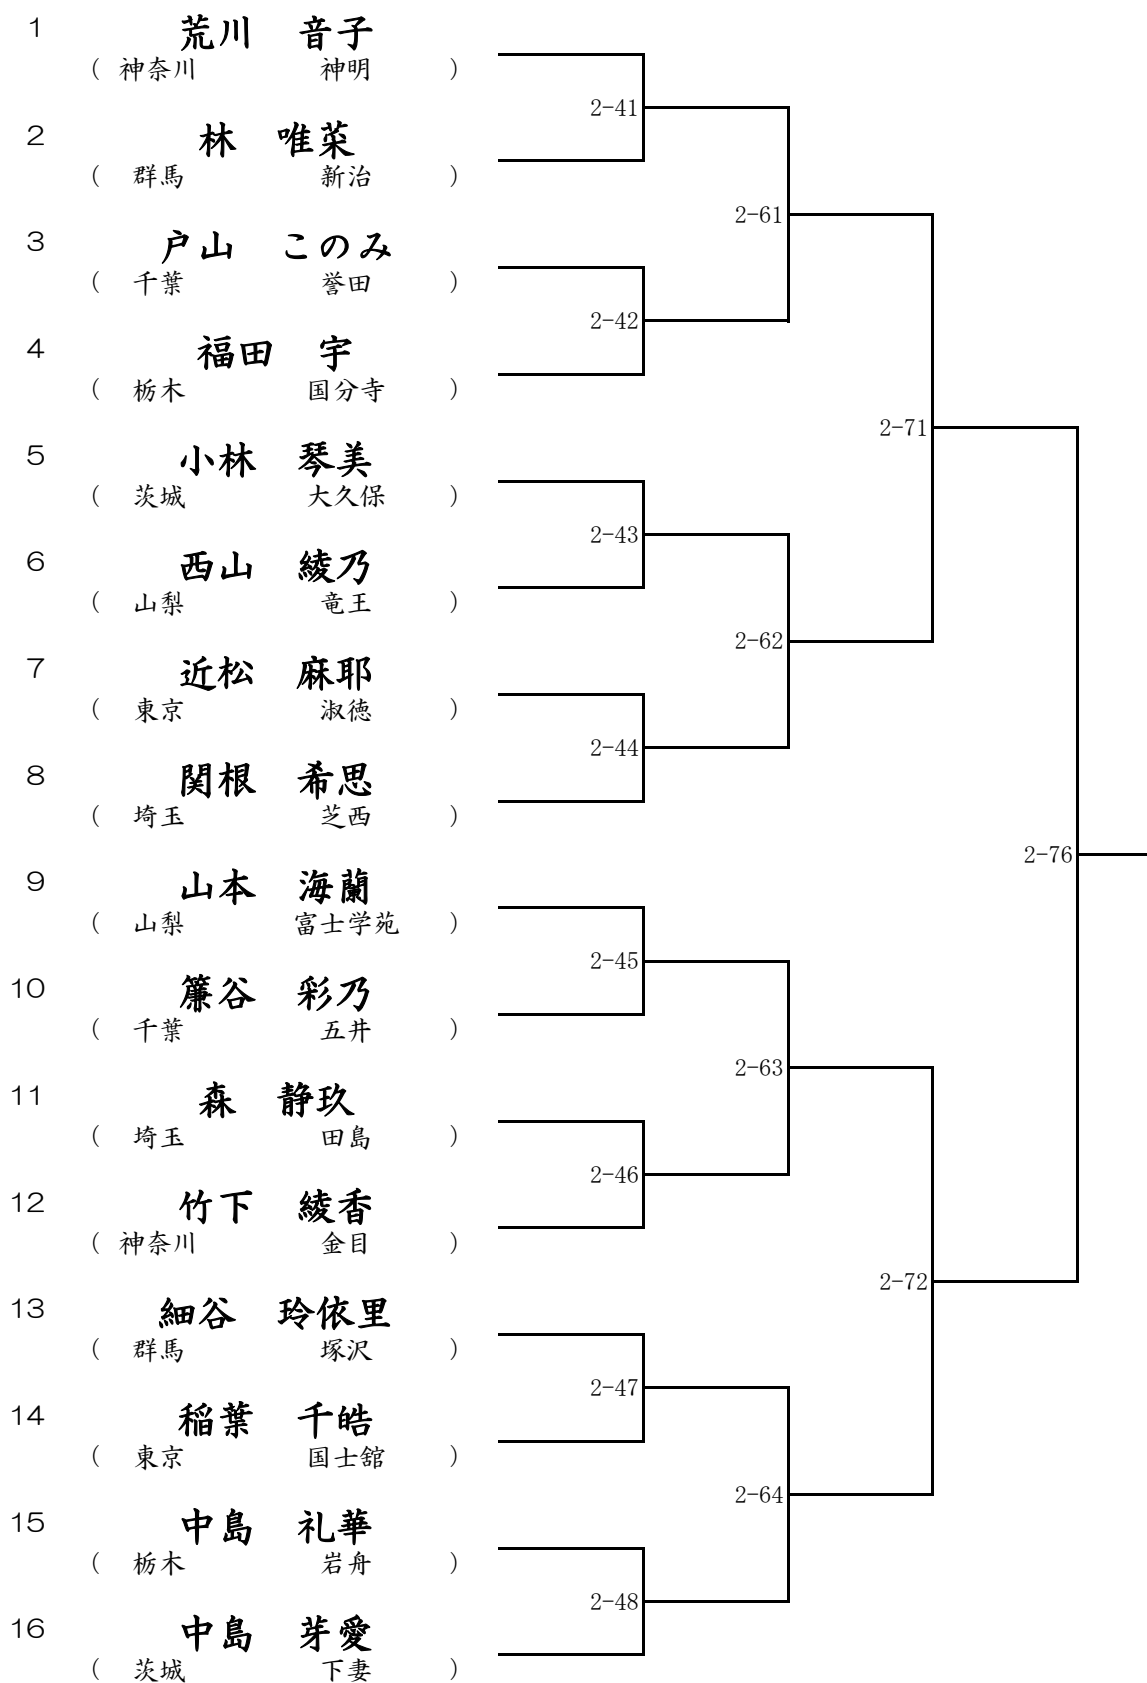 1 荒川 音子
( 神奈川 神明 )
2-41
2 林 唯菜
( 群馬 新治 )
2-61
3 戸山 このみ
( 千葉 誉田 )
2-42
4 福田 宇
( 栃木 国分寺 )
2-71
5 小林 琴美
( 茨城 大久保 )
2-43
6 西山 綾乃
( 山梨 竜王 )
2-62
7 近松 麻耶
( 東京 淑徳 )
2-44
8 関根 希思
( 埼玉 芝西 )
2-76
9 山本 海蘭
( 山梨 富士学苑 )
2-45
10 簾谷 彩乃
( 千葉 五井 )
2-63
11 森 静玖
( 埼玉 田島 )
2-46
12 竹下 綾香
( 神奈川 金目 )
2-72
13 細谷 玲依里
( 群馬 塚沢 )
2-47
14 稲葉 千皓
( 東京 国士舘 )
2-64
15 中島 礼華
( 栃木 岩舟 )
2-48
16 中島 芽愛
( 茨城 下妻 )